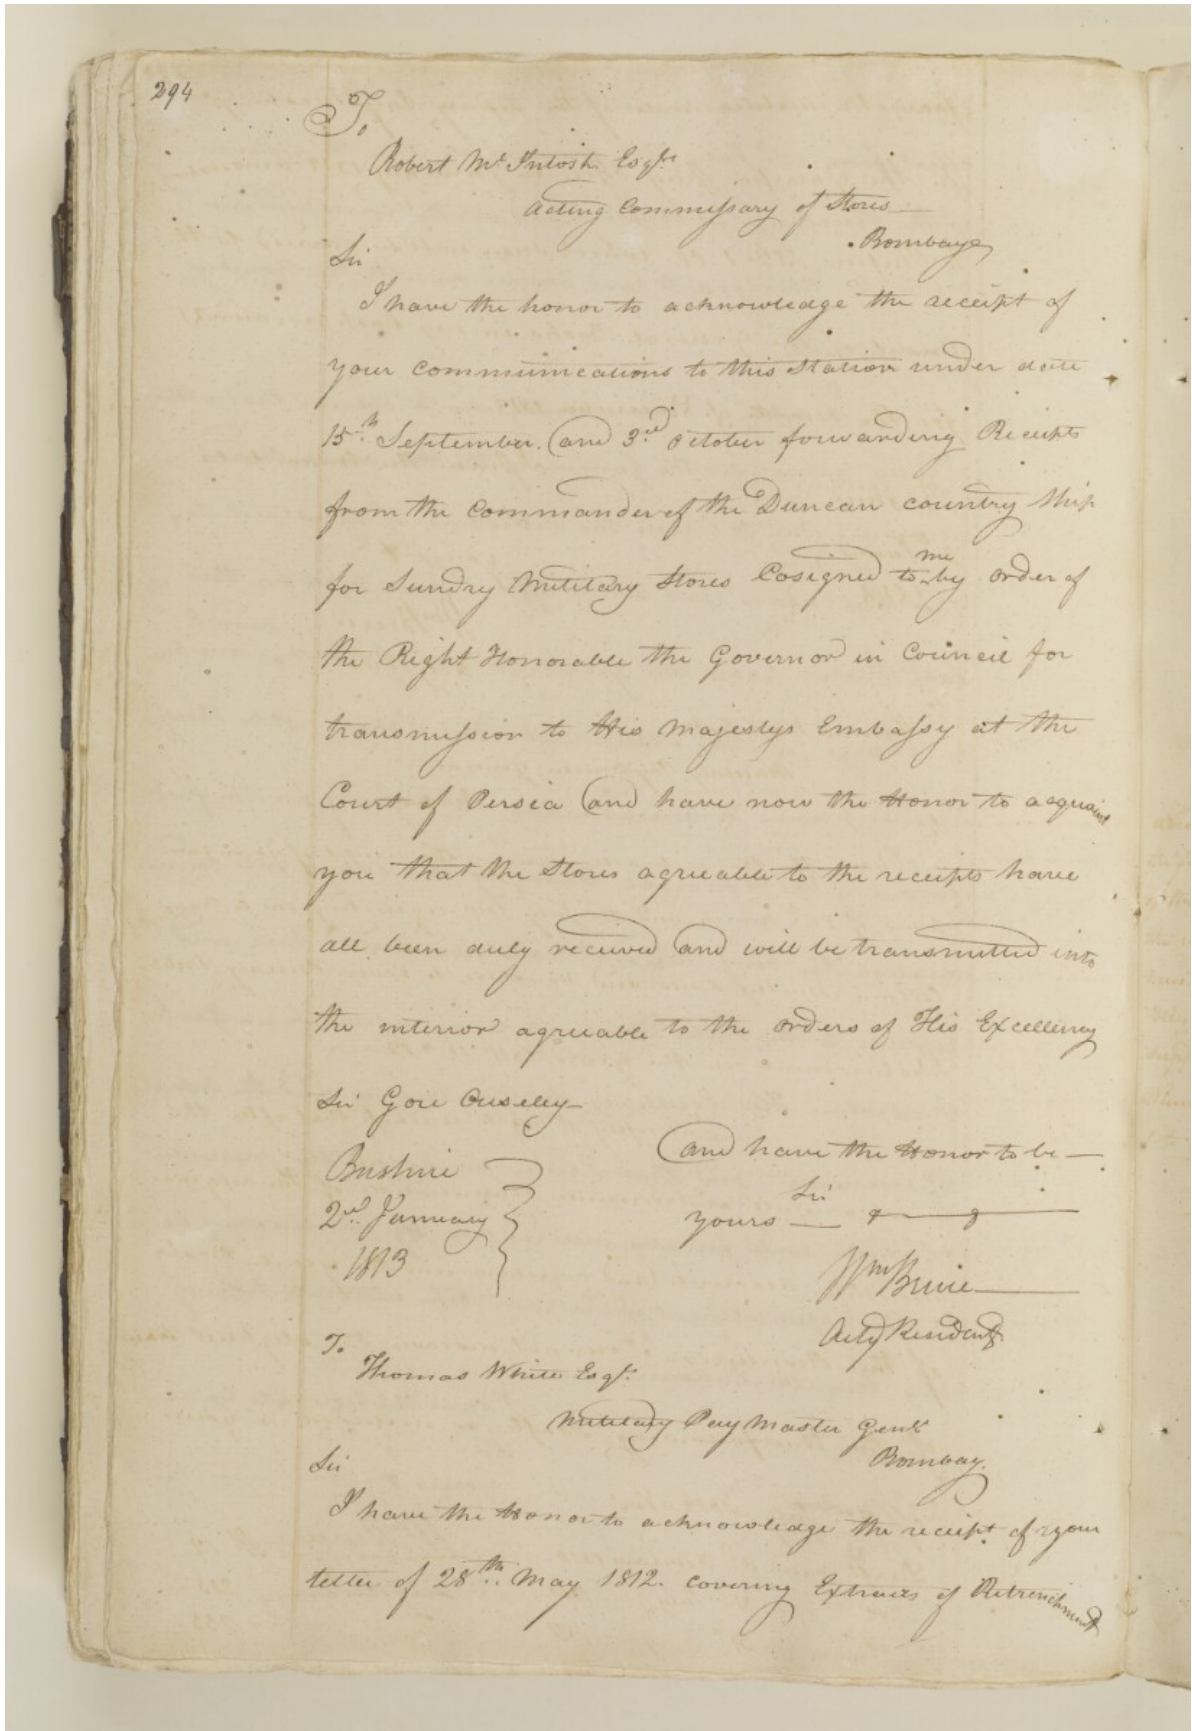 294
To
Robert McIntosh Esqr.
Acting Commissary of Stores
Bombay
Sir
I have the honor to acknowledge the receipt of
your communications to this station under date
15th September. and 3rd October forwarding Receipts
from the Commander of the Duncan country ship
for Sundry Military Stores Cosigned to me by order of
the Right Honorable the Governor in Council for
transmission to His Majestys Embassy at the
Court of Persia and have now the Honor to acquaint
you that the Stores agreeable to the receipts have
all been duly received and will be transmitted into
the interior agreeable to the orders of His Excellency
Sir Gore Ouseley
and have the Honor to be
Sir
yours
Bushire
2nd January
1813
Wm Bruce
Actg Resident
To
Thomas White Esqr.
Military Pay Master Genl
Bombay.
Sir
I have the Honor to acknowledge the receipt of your
letter of 28th May 1812. covering Extracts of Retrenchment